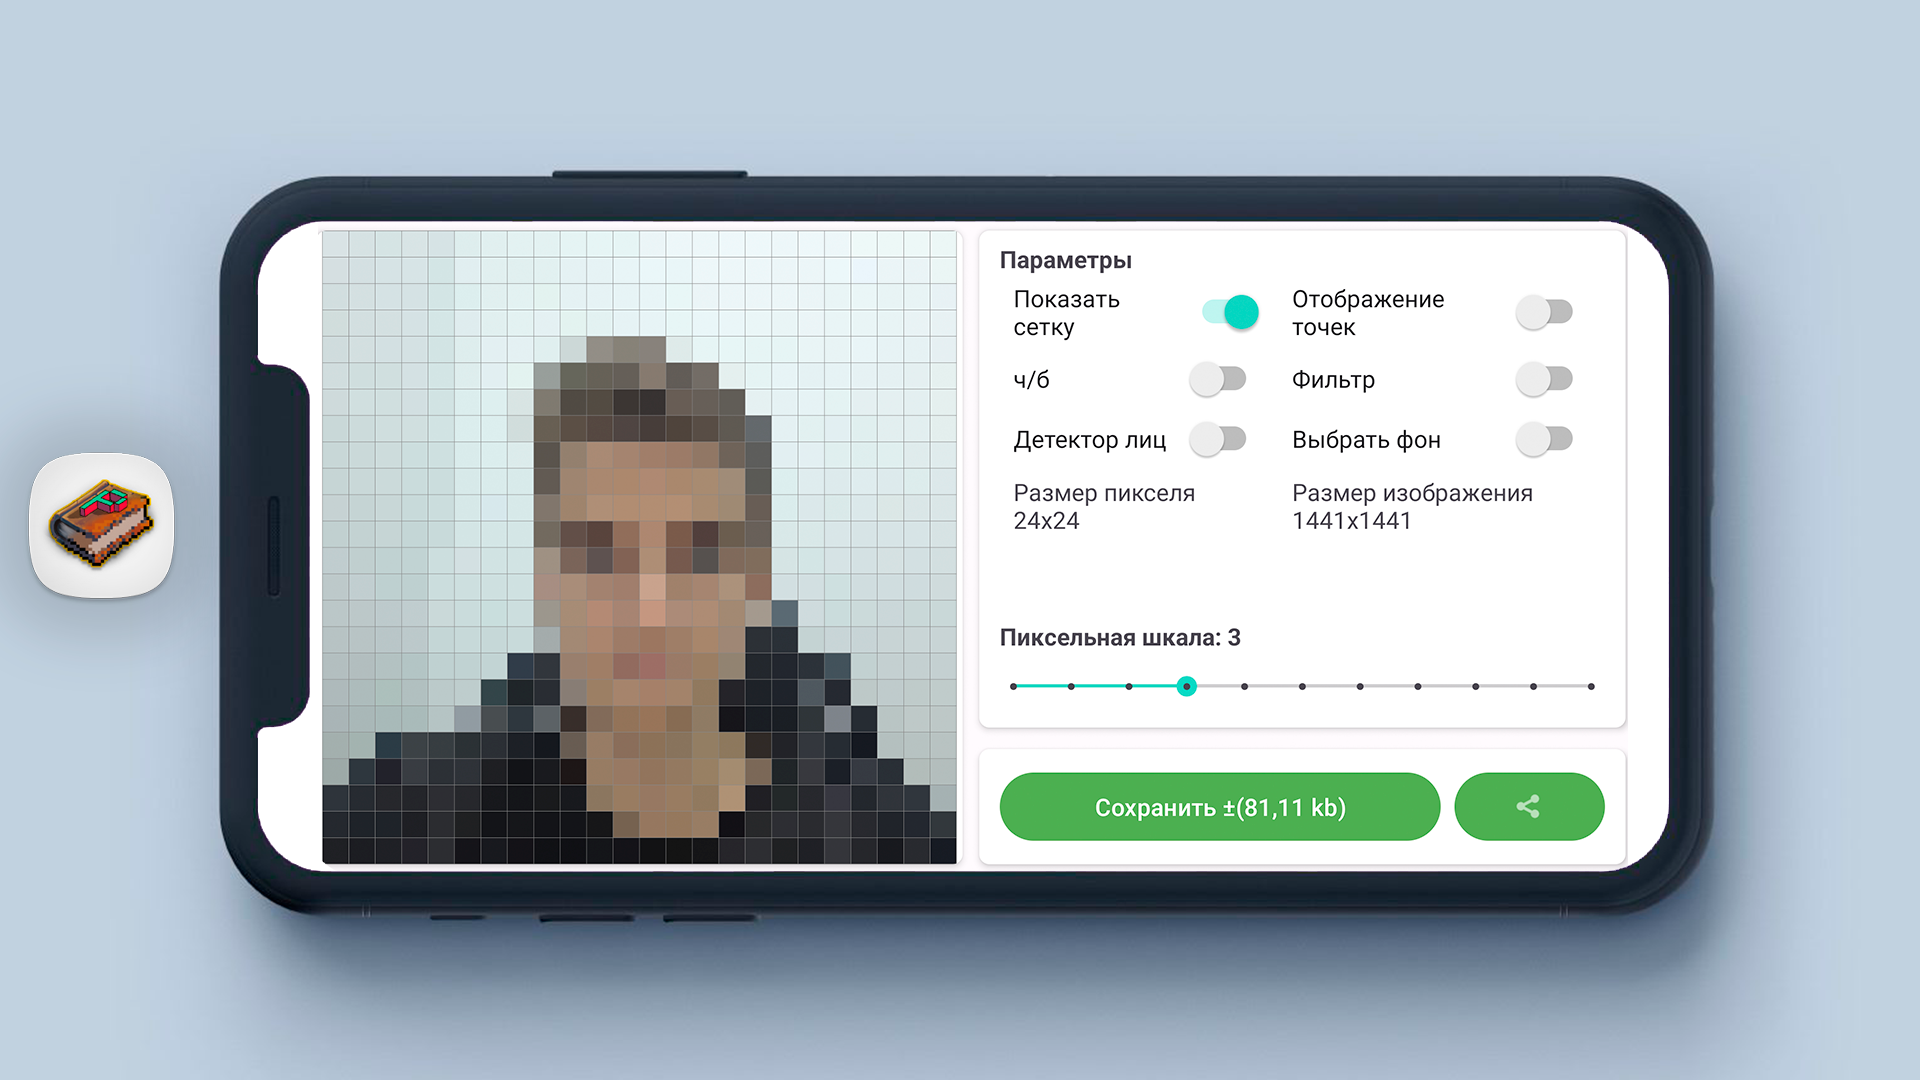 Параметры
Показать
сетку
Отображение
точек
ч/б
Фильтр
Детектор лиц
Выбрать фон
Размер пикселя
24x24
Размер изображения
1441x1441
Пиксельная шкала: 3
Сохранить ±(81,11 kb)